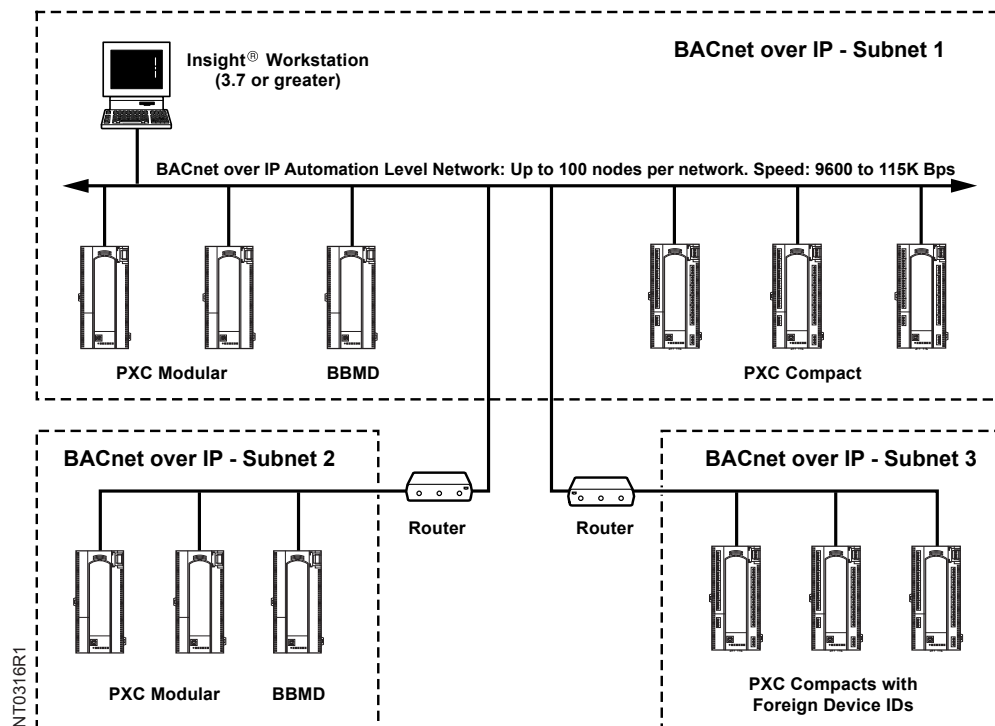 BACnet over IP - Subnet 1
Insight® Workstation
(3.7 or greater)
BACnet over IP Automation Level Network: Up to 100 nodes per network. Speed: 9600 to 115K Bps
PXC Modular
BBMD
PXC Compact
BACnet over IP - Subnet 2
BACnet over IP - Subnet 3
Router
Router
PXC Modular
BBMD
PXC Compacts with
Foreign Device IDs
NT0316R1